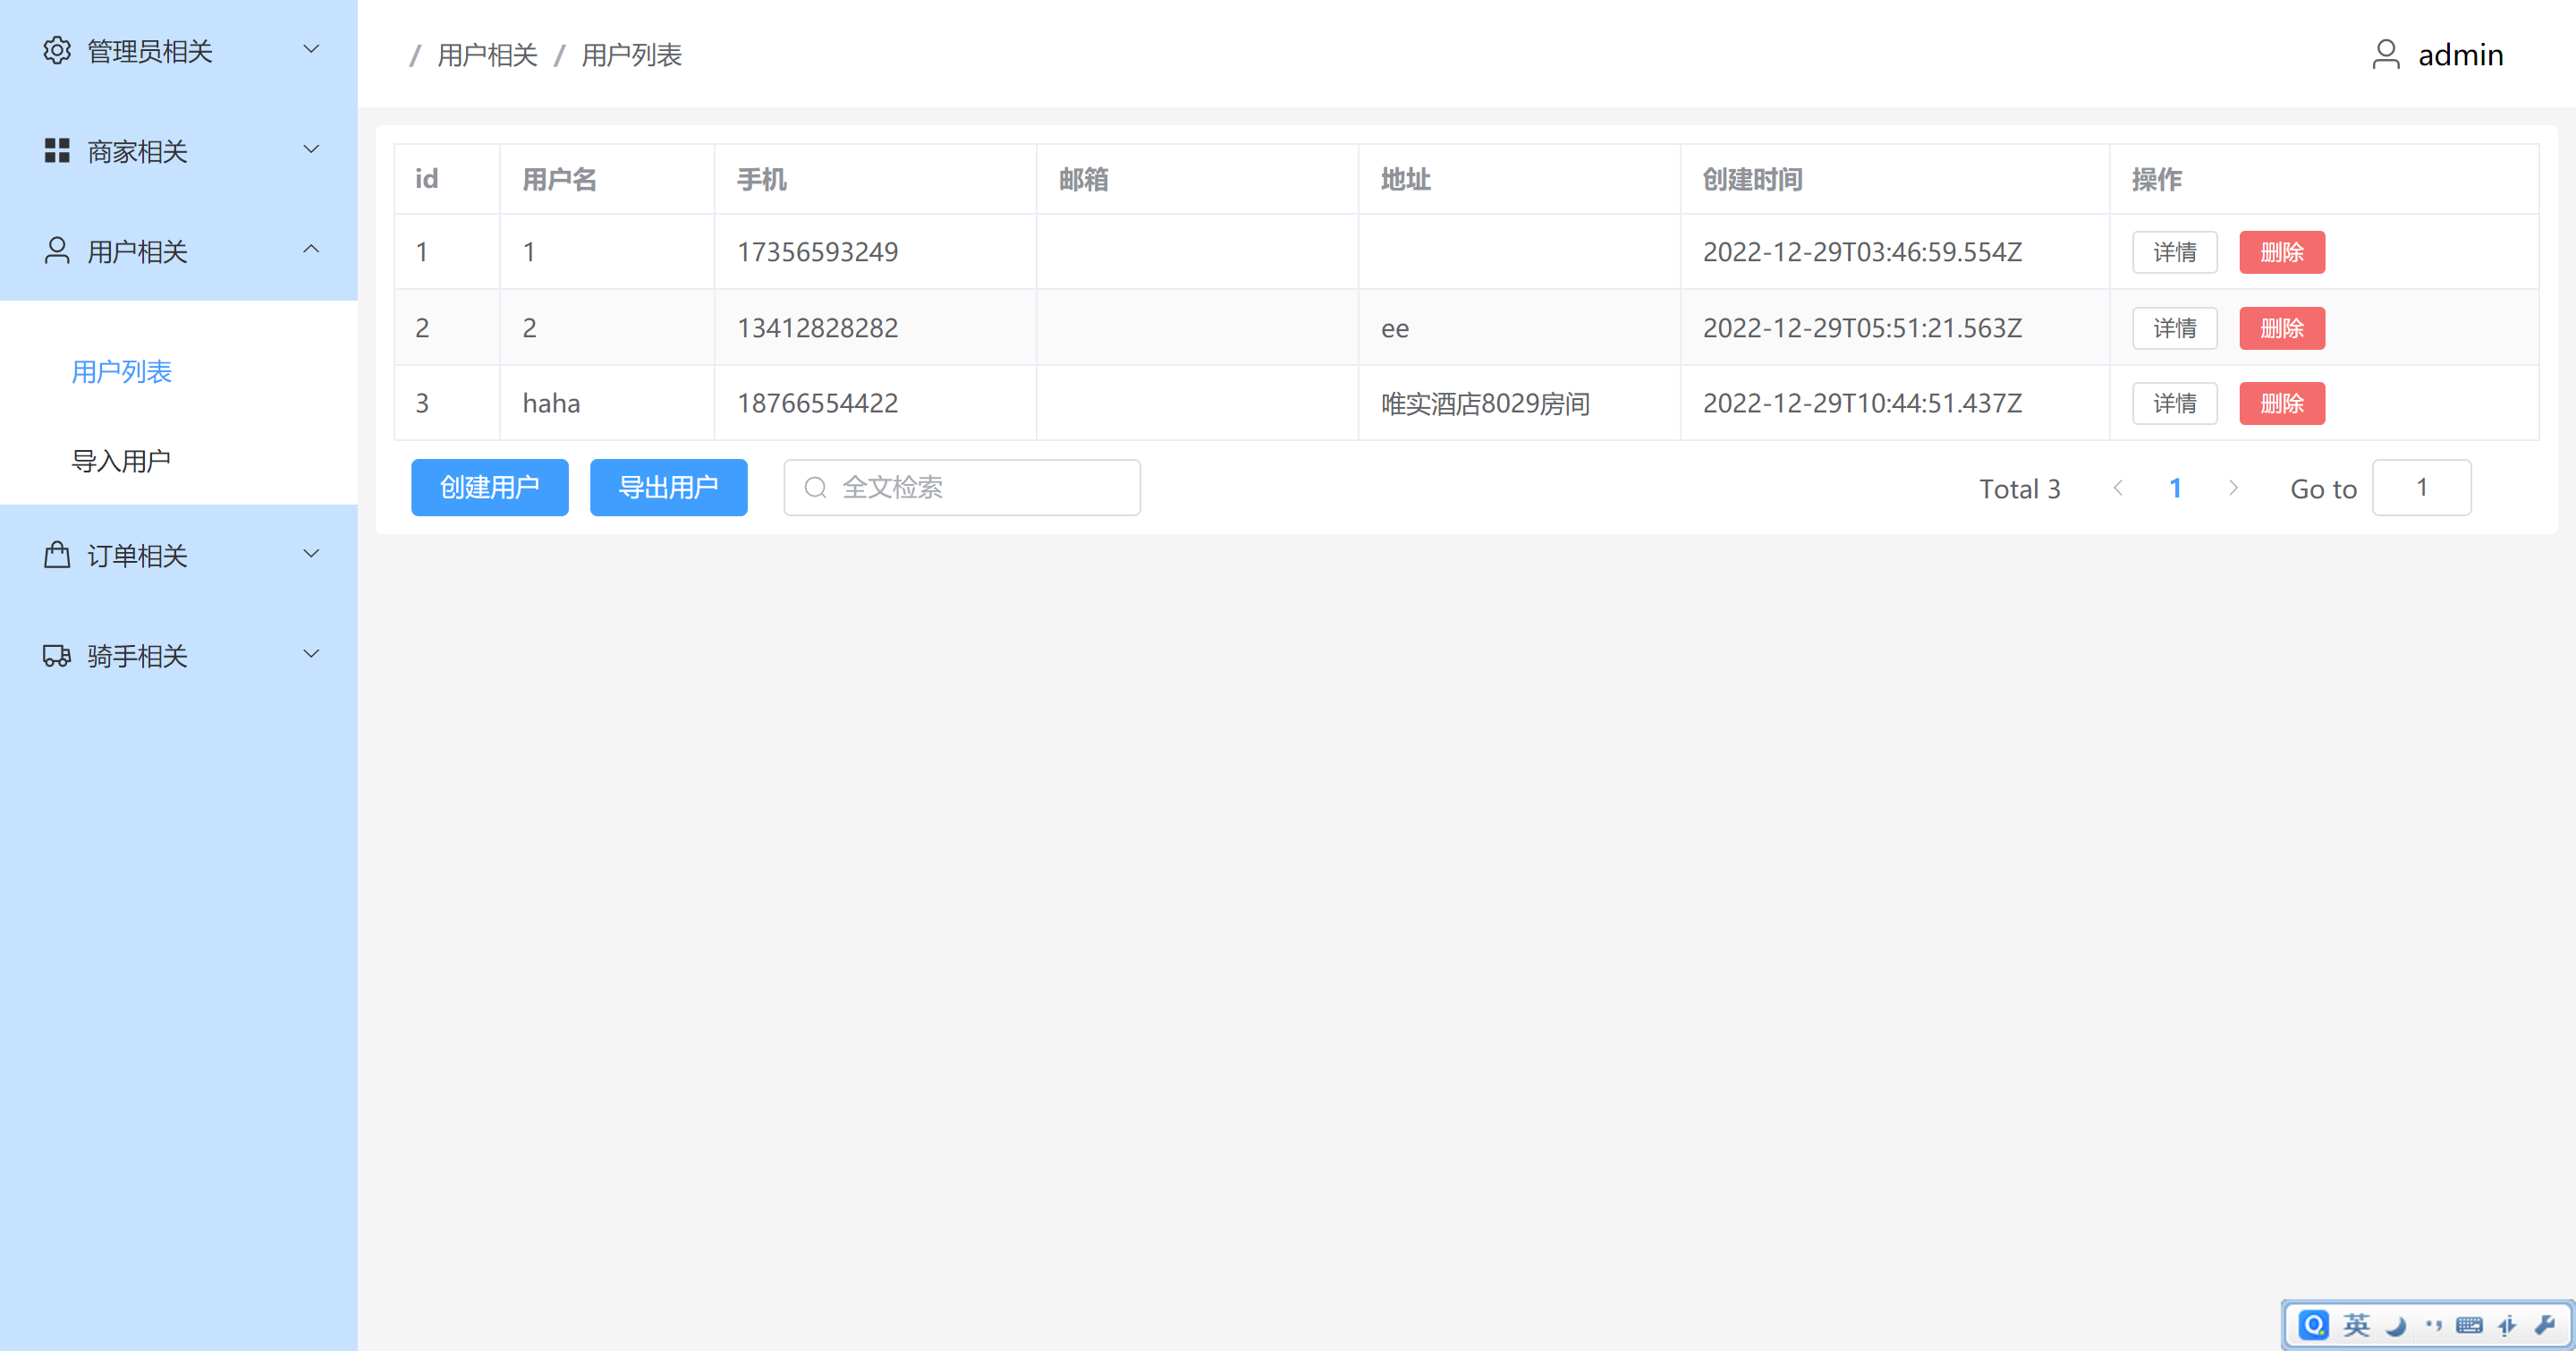 管理员相关
商家相关
用户相关
用户列表
导入用户
订单相关
骑手相关
/ 用户相关 / 用户列表
admin
id 用户名 手机 邮箱 地址 创建时间 操作
1 1 17356593249 2022-12-29T03:46:59.554Z 详情 删除
2 2 13412828282 ee 2022-12-29T05:51:21.563Z 详情 删除
3 haha 18766554422 唯实酒店8029房间 2022-12-29T10:44:51.437Z 详情 删除
创建用户 导出用户 全文检索 Total 3 1 Go to 1
英